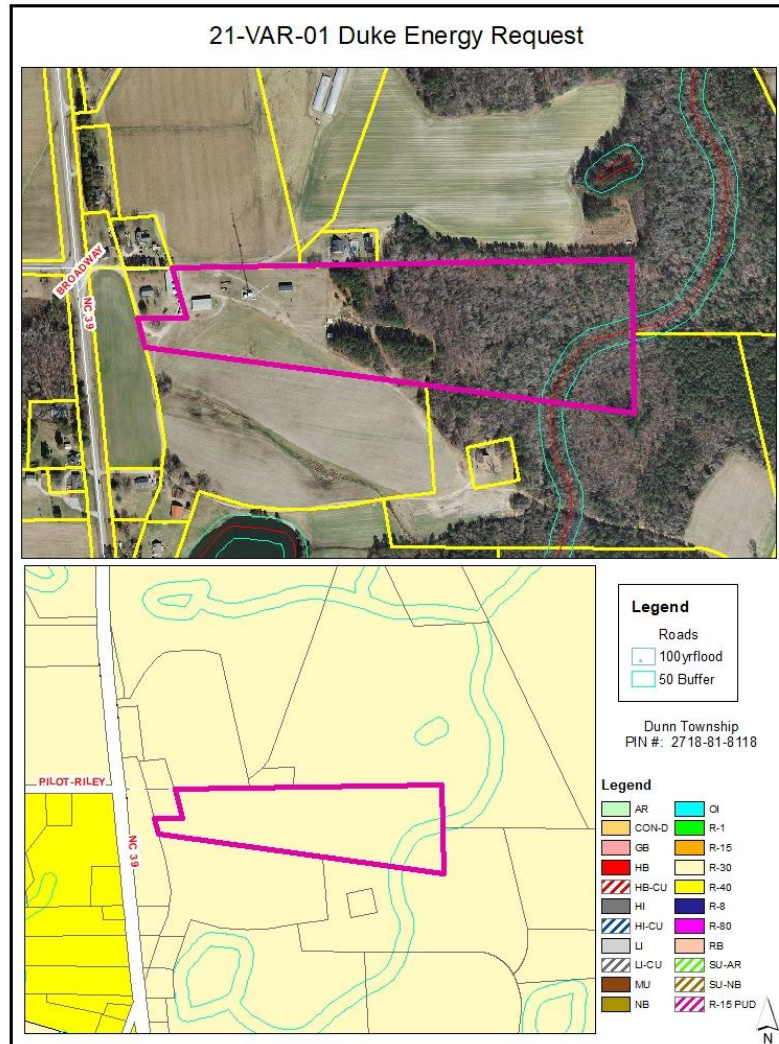 21-VAR-01 Duke Energy Request
BROADWAY
NC 39
PILOT-RILEY
NC 39
Legend
Roads
100yrflood
50 Buffer
Dunn Township
PIN #: 2718-81-8118
Legend
AR
CON-D
GB
HB
HB-CU
HI
HI-CU
LI
LI-CU
MU
NB
OI
R-1
R-15
R-30
R-40
R-8
R-80
RB
SU-AR
SU-NB
R-15 PUD
N